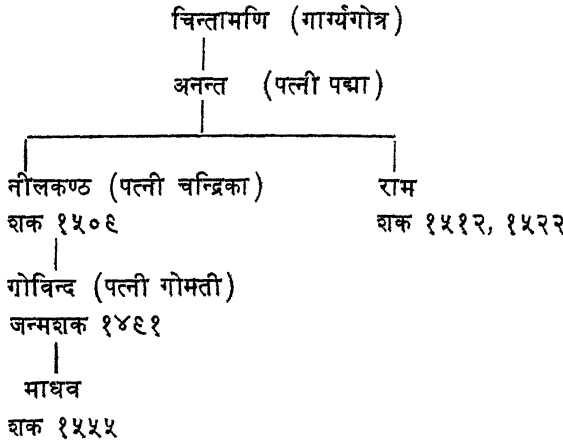 चिन्तामणि (गार्ग्यगोत्र)
अनन्त (पत्नी पद्मा)
नीलकण्ठ (पत्नी चन्द्रिका) राम
शक १५०९ शक १५१२, १५२२
गोविन्द (पत्नी गोमती)
जन्मशक १४९१
माधव
शक १५५५